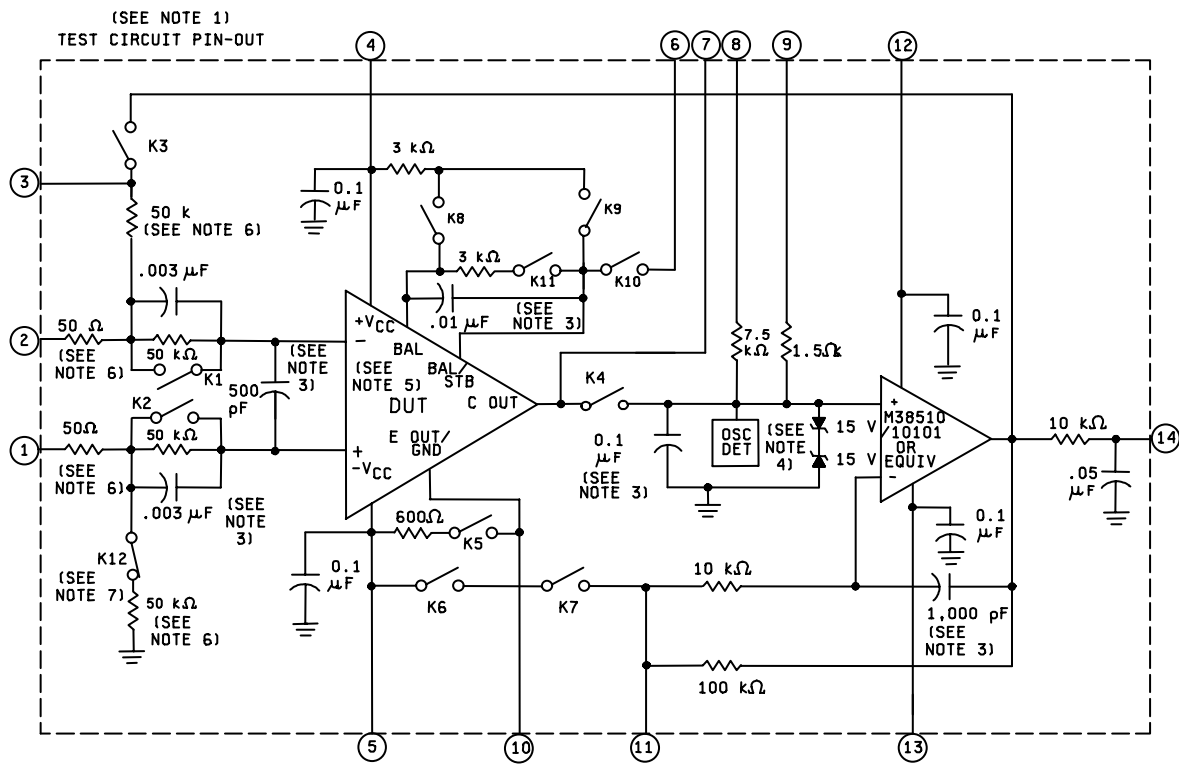 (SEE NOTE 1)
TEST CIRCUIT PIN-OUT
4
6
7
8
9
12
K3
3
50 k
(SEE NOTE 6)
3 kΩ
0.1
μF
K8
K9
3 kΩ
K11
K10
.01 μF
(SEE
NOTE 3)
.003 μF
2
50 Ω
(SEE
NOTE 6)
50 kΩ
K1
(SEE
NOTE
3)
500
pF
K2
1
50Ω
(SEE
NOTE 6)
50 kΩ
.003 μF
(SEE
NOTE
3)
K12
(SEE
NOTE 7)
50 kΩ
(SEE
NOTE 6)
+VCC
-
BAL
BAL/
STB
(SEE
NOTE 5)
DUT
C OUT
E OUT/
GND
+
-VCC
K4
7.5
kΩ
1.5Ωk
0.1
μF
(SEE
NOTE 3)
OSC
DET
(SEE
NOTE
4)
15 V
15 V
0.1
μF
+
M38510
/10101
OR
EQUIV
-
10 kΩ
14
.05
μF
0.1
μF
600Ω
K5
0.1
μF
K6
K7
10 kΩ
1,000 pF
(SEE
NOTE 3)
100 kΩ
5
10
11
13